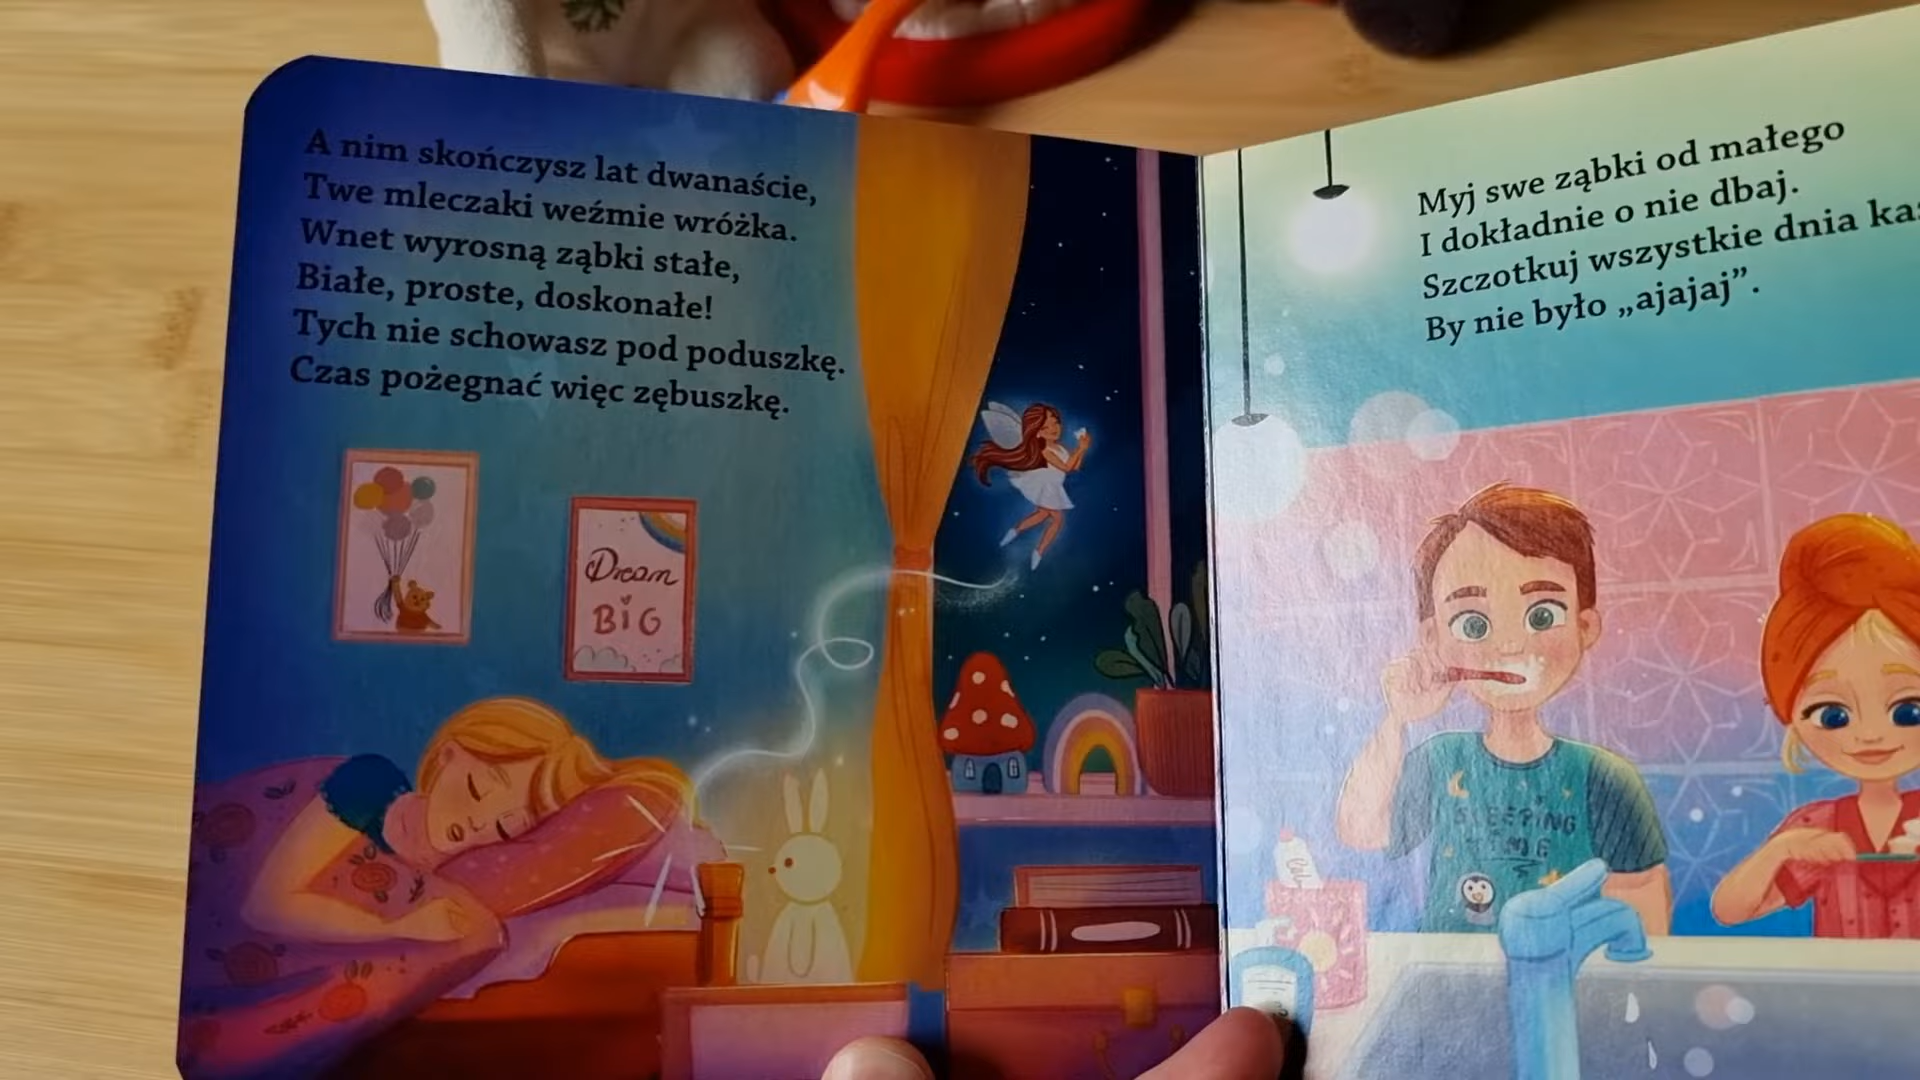 A nim skończysz lat dwanaście,
Twe mleczaki weźmie wróżka.
Wnet wyrosną ząbki stałe,
Białe, proste, doskonałe!
Tych nie schowasz pod poduszkę.
Czas pożegnać więc zębuszkę.
Dream
BiG
Myj swe ząbki od małego
I dokładnie o nie dbaj.
Szczotkuj wszystkie dnia
By nie było „ajajaj”.
SLEEPING
TIME